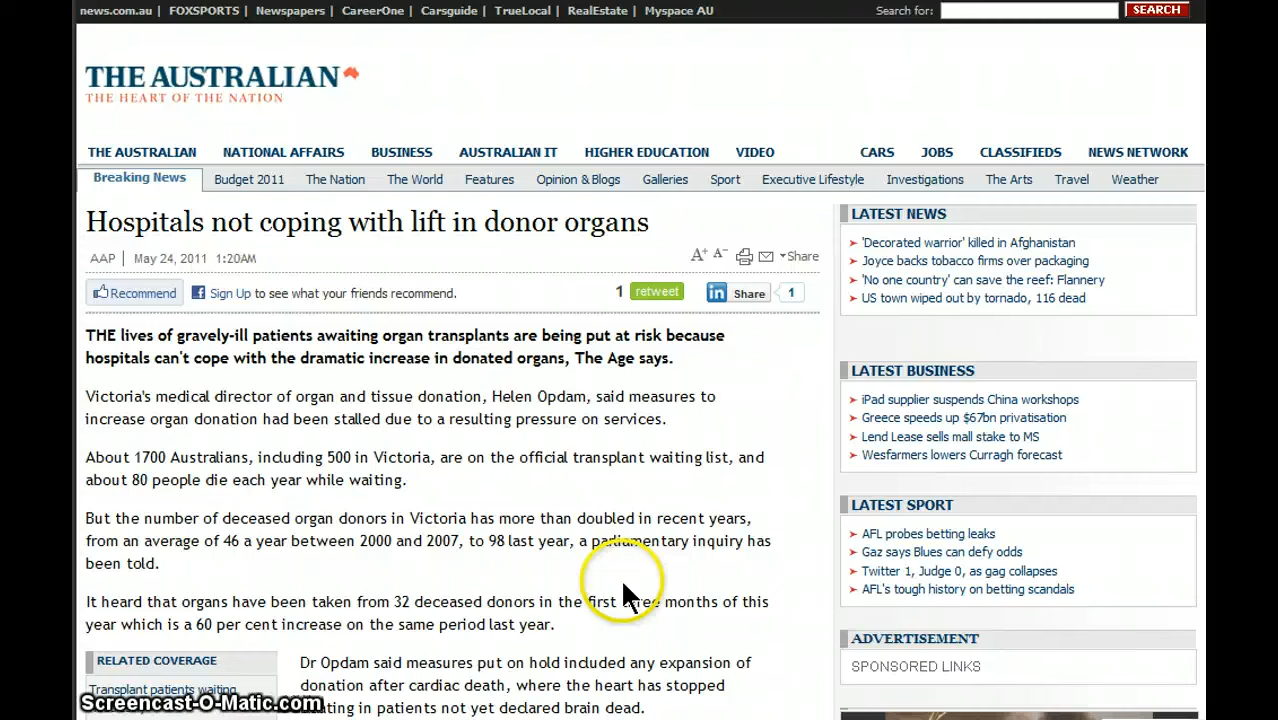 news.com.au | FOXSPORTS | Newspapers | CareerOne | Carsguide | TrueLocal | RealEstate | Myspace AU
Search for: SEARCH
THE AUSTRALIAN
THE HEART OF THE NATION
THE AUSTRALIAN NATIONAL AFFAIRS BUSINESS AUSTRALIAN IT HIGHER EDUCATION VIDEO CARS JOBS CLASSIFIEDS NEWS NETWORK
Breaking News Budget 2011 The Nation The World Features Opinion & Blogs Galleries Sport Executive Lifestyle Investigations The Arts Travel Weather
Hospitals not coping with lift in donor organs
AAP | May 24, 2011 1:20AM
A+ A- Share
Recommend Sign Up to see what your friends recommend.
1 retweet Share 1
THE lives of gravely-ill patients awaiting organ transplants are being put at risk because
hospitals can't cope with the dramatic increase in donated organs, The Age says.
Victoria's medical director of organ and tissue donation, Helen Opdam, said measures to
increase organ donation had been stalled due to a resulting pressure on services.
About 1700 Australians, including 500 in Victoria, are on the official transplant waiting list, and
about 80 people die each year while waiting.
But the number of deceased organ donors in Victoria has more than doubled in recent years,
from an average of 46 a year between 2000 and 2007, to 98 last year, a parliamentary inquiry has
been told.
It heard that organs have been taken from 32 deceased donors in the first three months of this
year which is a 60 per cent increase on the same period last year.
RELATED COVERAGE
Transplant patients waiting
Dr Opdam said measures put on hold included any expansion of
donation after cardiac death, where the heart has stopped
in patients not yet declared brain dead.
LATEST NEWS
'Decorated warrior' killed in Afghanistan
Joyce backs tobacco firms over packaging
'No one country' can save the reef: Flannery
US town wiped out by tornado, 116 dead
LATEST BUSINESS
iPad supplier suspends China workshops
Greece speeds up $67bn privatisation
Lend Lease sells mall stake to MS
Wesfarmers lowers Curragh forecast
LATEST SPORT
AFL probes betting leaks
Gaz says Blues can defy odds
Twitter 1, Judge 0, as gag collapses
AFL's tough history on betting scandals
ADVERTISEMENT
SPONSORED LINKS
Screencast-O-Matic.com